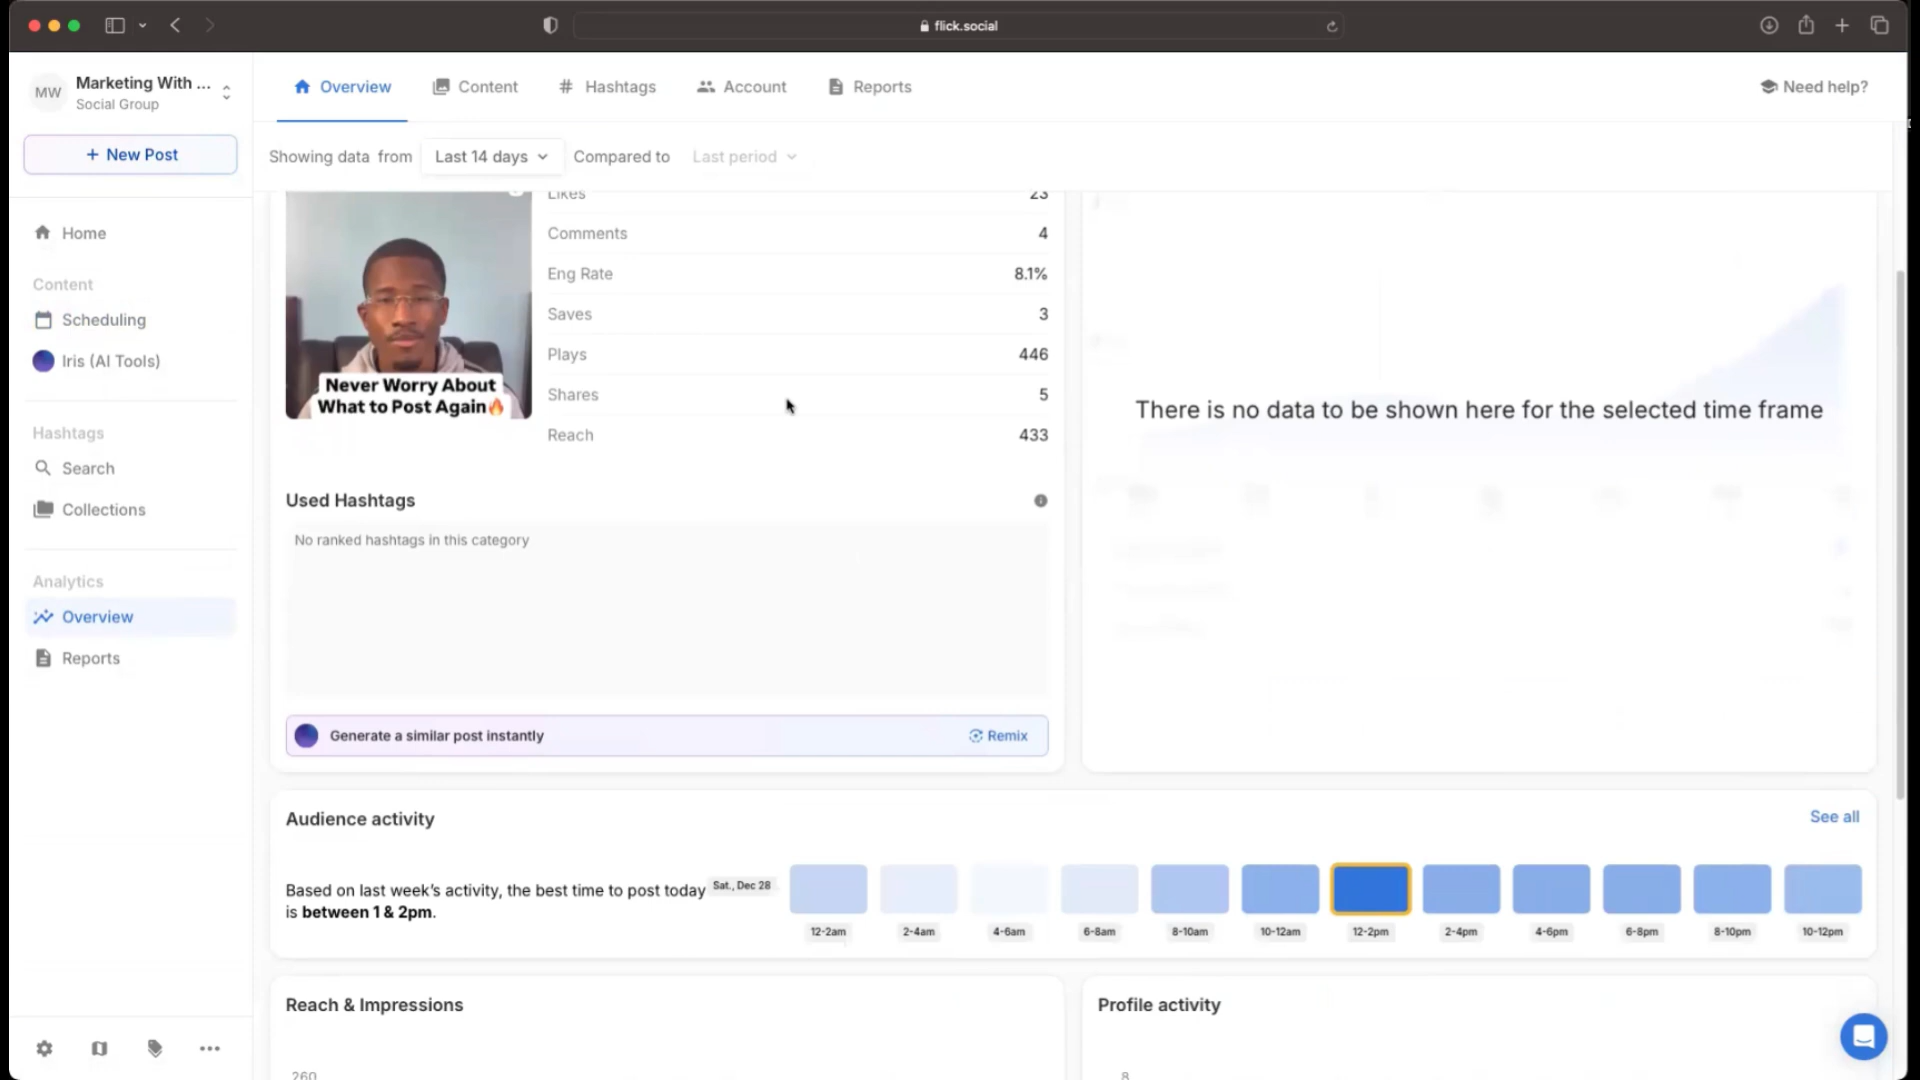 flick.social
MW
Marketing With ...
Social Group
Overview
Content
Hashtags
Account
Reports
Need help?
+ New Post
Showing data from
Last 14 days
Compared to
Last period
Home
Content
Scheduling
Iris (AI Tools)
Hashtags
Search
Collections
Analytics
Overview
Reports
Never Worry About
What to Post Again🔥
Likes 23
Comments 4
Eng Rate 8.1%
Saves 3
Plays 446
Shares 5
Reach 433
There is no data to be shown here for the selected time frame
Used Hashtags
No ranked hashtags in this category
Generate a similar post instantly
Remix
Audience activity
See all
Based on last week's activity, the best time to post today
is between 1 & 2pm.
Sat., Dec 28
12-2am 2-4am 4-6am 6-8am 8-10am 10-12am 12-2pm 2-4pm 4-6pm 6-8pm 8-10pm 10-12pm
Reach & Impressions
260
Profile activity
8